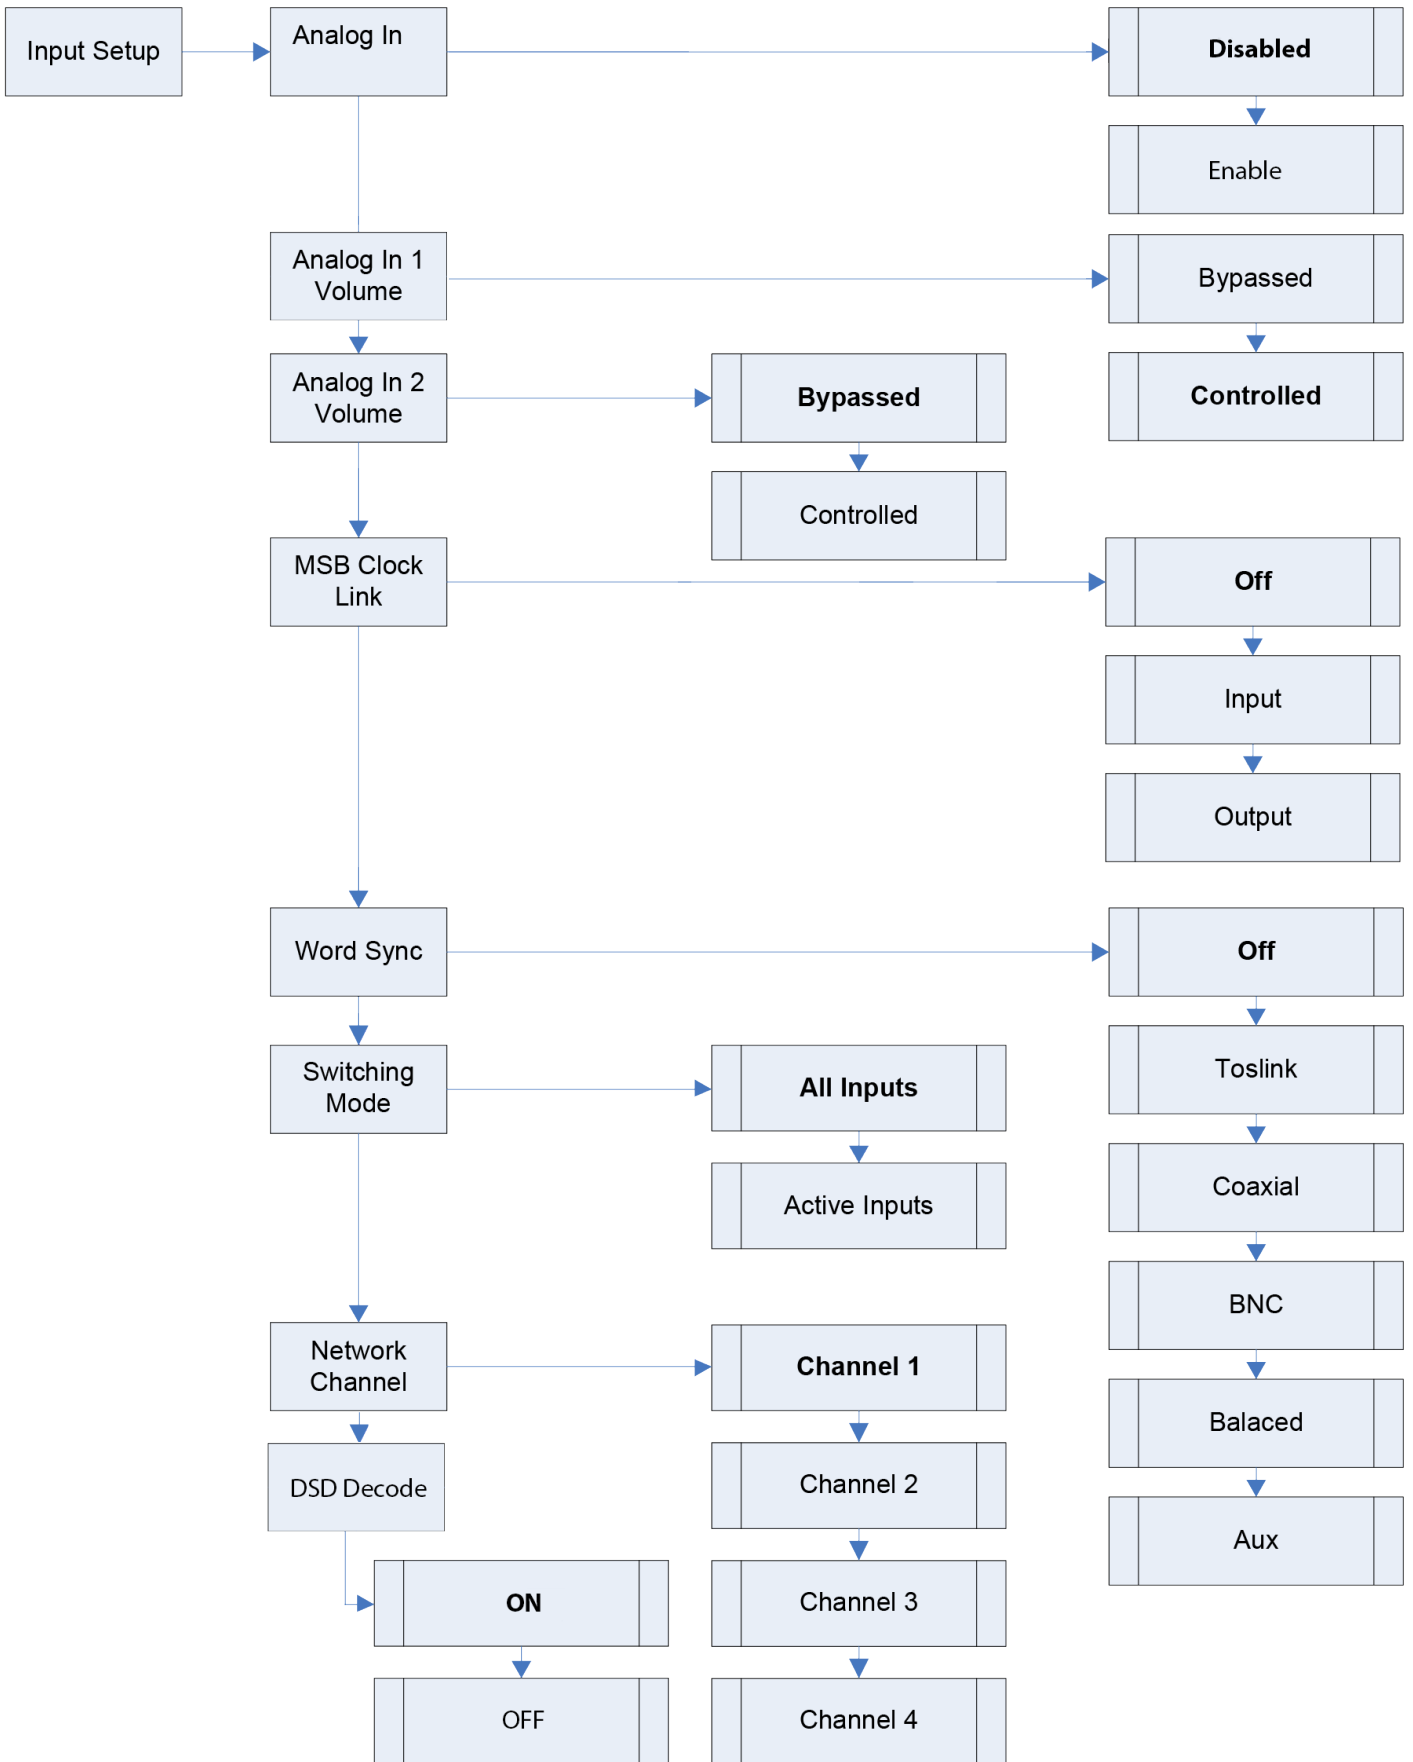 Input Setup
Analog In
Disabled
Enable
Analog In 1
Volume
Bypassed
Controlled
Analog In 2
Volume
Bypassed
Controlled
MSB Clock
Link
Off
Input
Output
Word Sync
Off
Toslink
Coaxial
BNC
Balaced
Aux
Switching
Mode
All Inputs
Active Inputs
Network
Channel
Channel 1
Channel 2
Channel 3
Channel 4
DSD Decode
ON
OFF